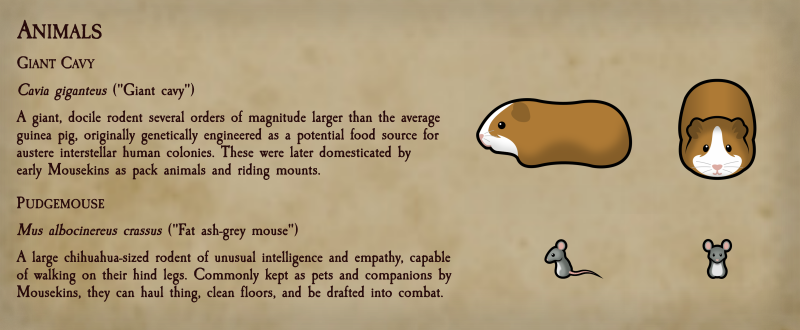 Animals
Giant Cavy
Cavia giganteus ("Giant cavy")
A giant, docile rodent several orders of magnitude larger than the average
guinea pig, originally genetically engineered as a potential food source for
austere interstellar human colonies. These were later domesticated by
early Mousekins as pack animals and riding mounts.
Pudgemouse
Mus albocinereus crassus ("Fat ash-grey mouse")
A large chihuahua-sized rodent of unusual intelligence and empathy, capable
of walking on their hind legs. Commonly kept as pets and companions by
Mousekins, they can haul thing, clean floors, and be drafted into combat.